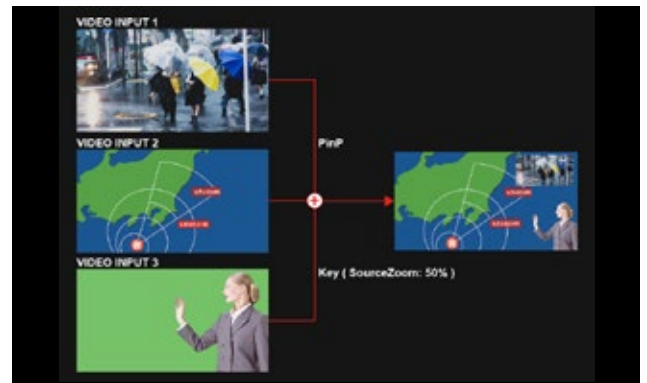 VIDEO INPUT 1
VIDEO INPUT 2
PinP
VIDEO INPUT 3
Key ( SourceZoom: 50% )